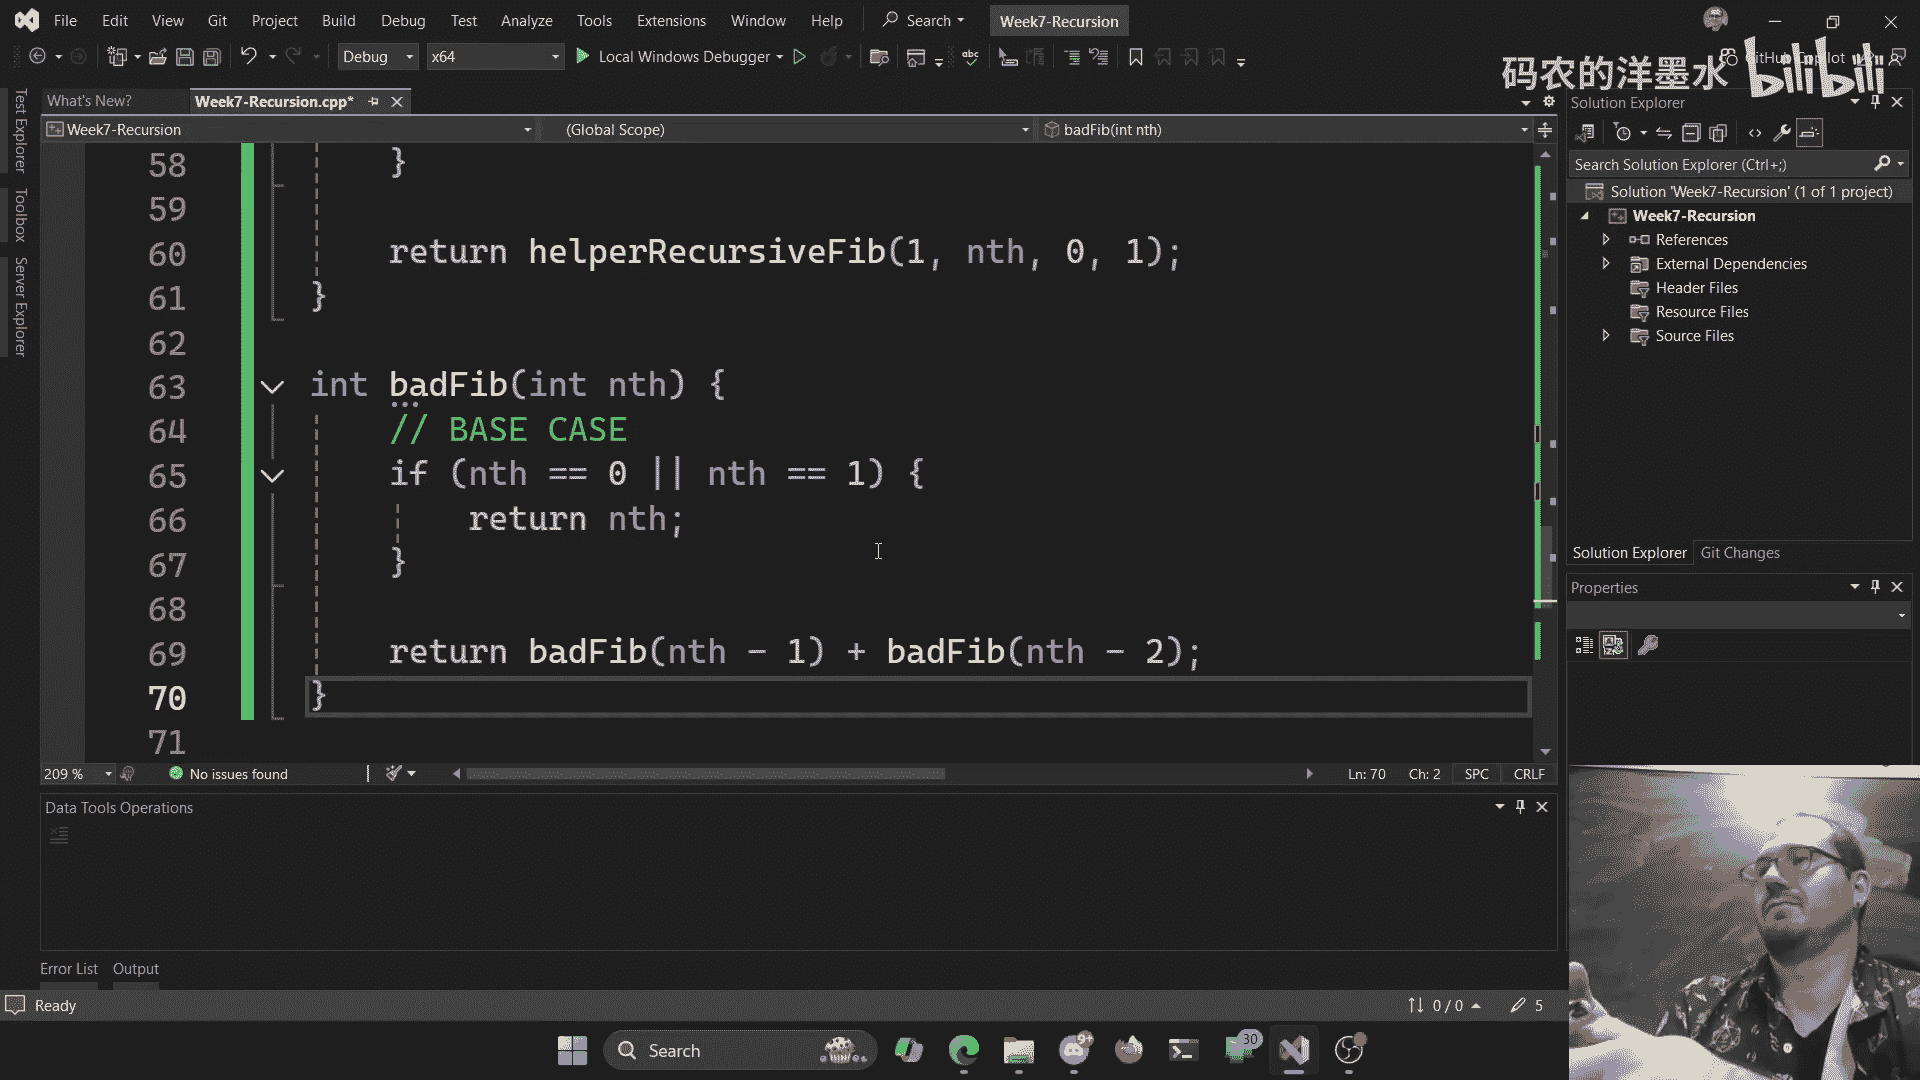 File Edit View Git Project Build Debug Test Analyze Tools Extensions Window Help Search Week7-Recursion
Debug x64 Local Windows Debugger
GitHub Copilot
码农的洋墨水 bilibili
Test Explorer
Toolbox
Server Explorer
What's New? Week7-Recursion.cpp*
Week7-Recursion (Global Scope) badFib(int nth)
58 }
59
60 return helperRecursiveFib(1, nth, 0, 1);
61 }
62
63 int badFib(int nth) {
64 // BASE CASE
65 if (nth == 0 || nth == 1) {
66 return nth;
67 }
68
69 return badFib(nth - 1) + badFib(nth - 2);
70 }
71
209 % No issues found Ln: 70 Ch: 2 SPC CRLF
Solution Explorer
Search Solution Explorer (Ctrl+;)
Solution 'Week7-Recursion' (1 of 1 project)
Week7-Recursion
References
External Dependencies
Header Files
Resource Files
Source Files
Solution Explorer Git Changes
Properties
Data Tools Operations
Error List Output
Ready 0 / 0 5
Search 9+ 30